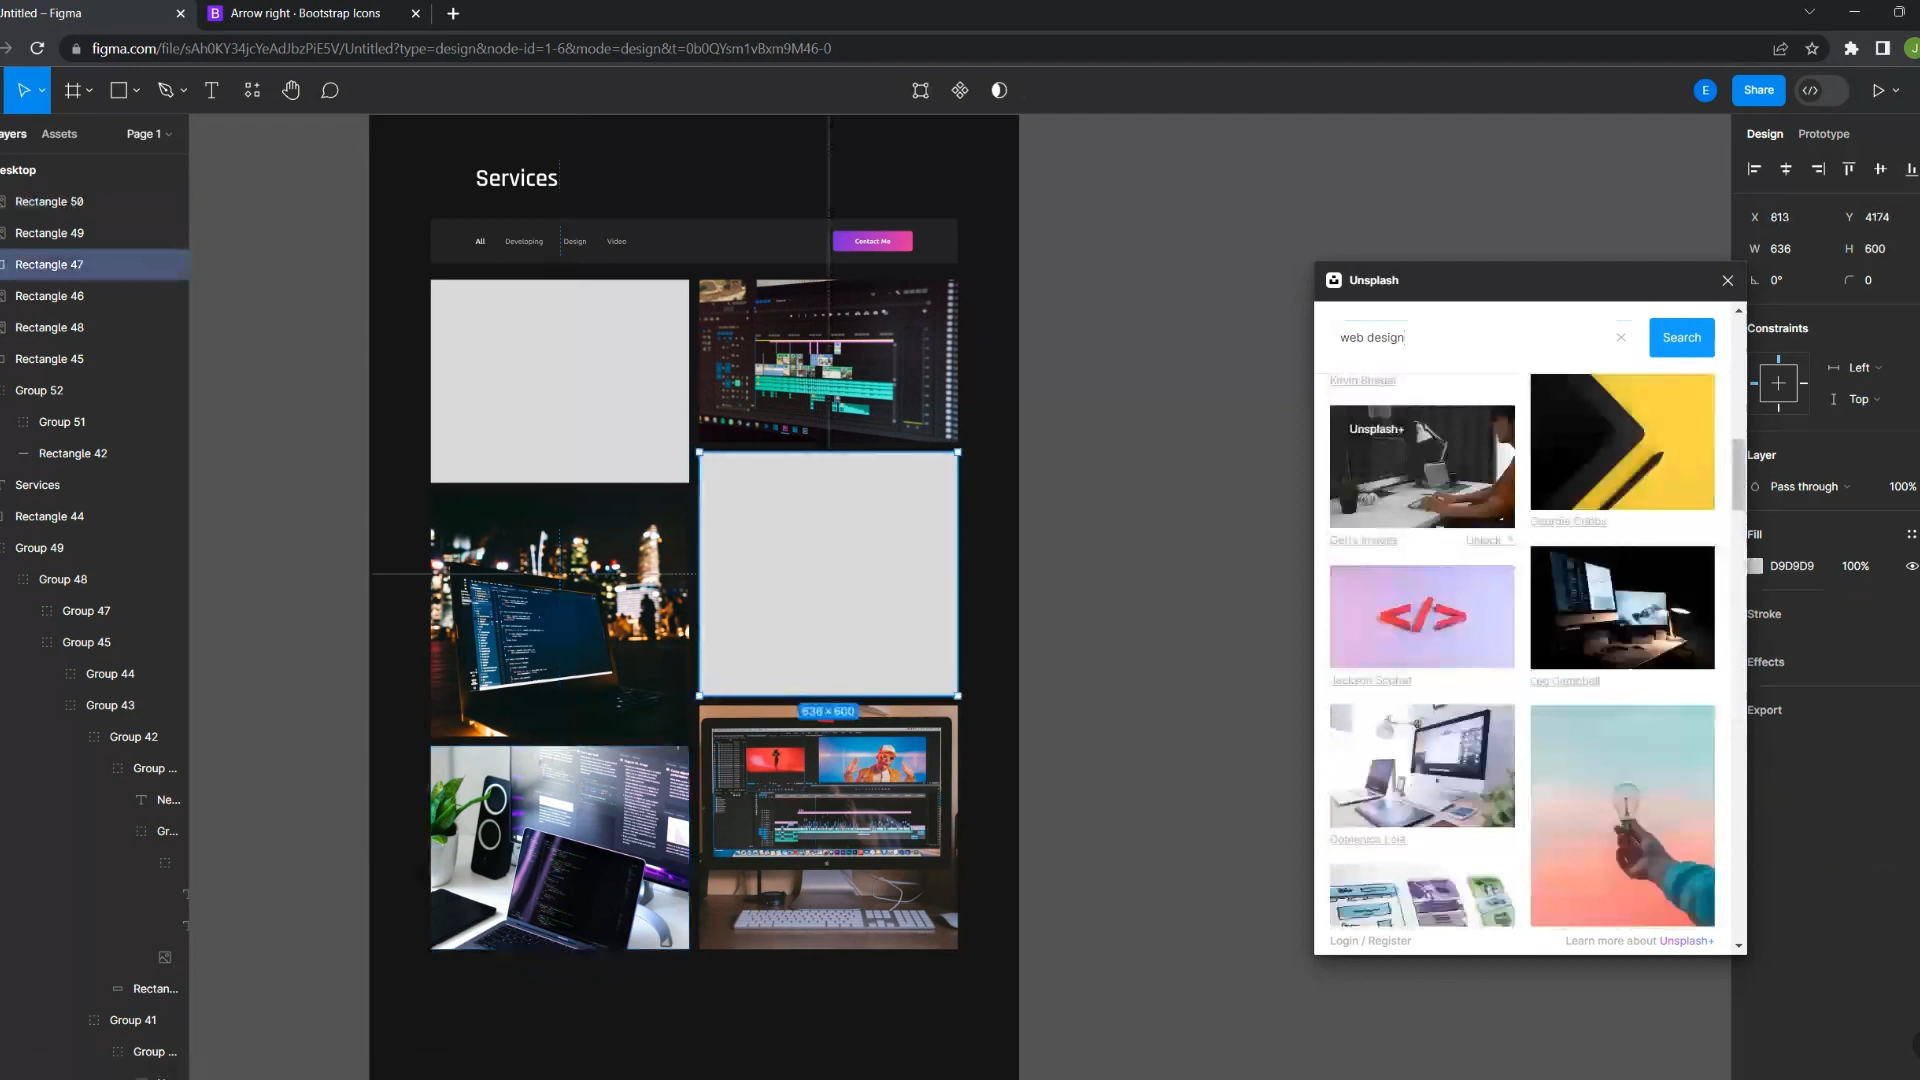 Untitled – Figma
Arrow right · Bootstrap Icons
figma.com/file/sAh0KY34jcYeAdJbzPiE5V/Untitled?type=design&node-id=1-6&mode=design&t=0b0QYsm1vBxm9M46-0
J
E
Share
ayers
Assets
Page 1
Design
Prototype
esktop
Rectangle 50
Rectangle 49
Rectangle 47
Rectangle 46
Rectangle 48
Rectangle 45
Group 52
Group 51
Rectangle 42
Services
Rectangle 44
Group 49
Group 48
Group 47
Group 45
Group 44
Group 43
Group 42
Group ...
Ne...
Gr...
Rectan...
Group 41
Group ...
Services
All
Developing
Design
Video
Contact Me
636 × 600
Unsplash
web design
Search
Unsplash+
Getty Images
Unlock
Login / Register
Learn more about Unsplash+
X 813
Y 4174
W 636
H 600
0°
0
Constraints
Left
Top
Layer
Pass through
100%
Fill
D9D9D9
100%
Stroke
Effects
Export